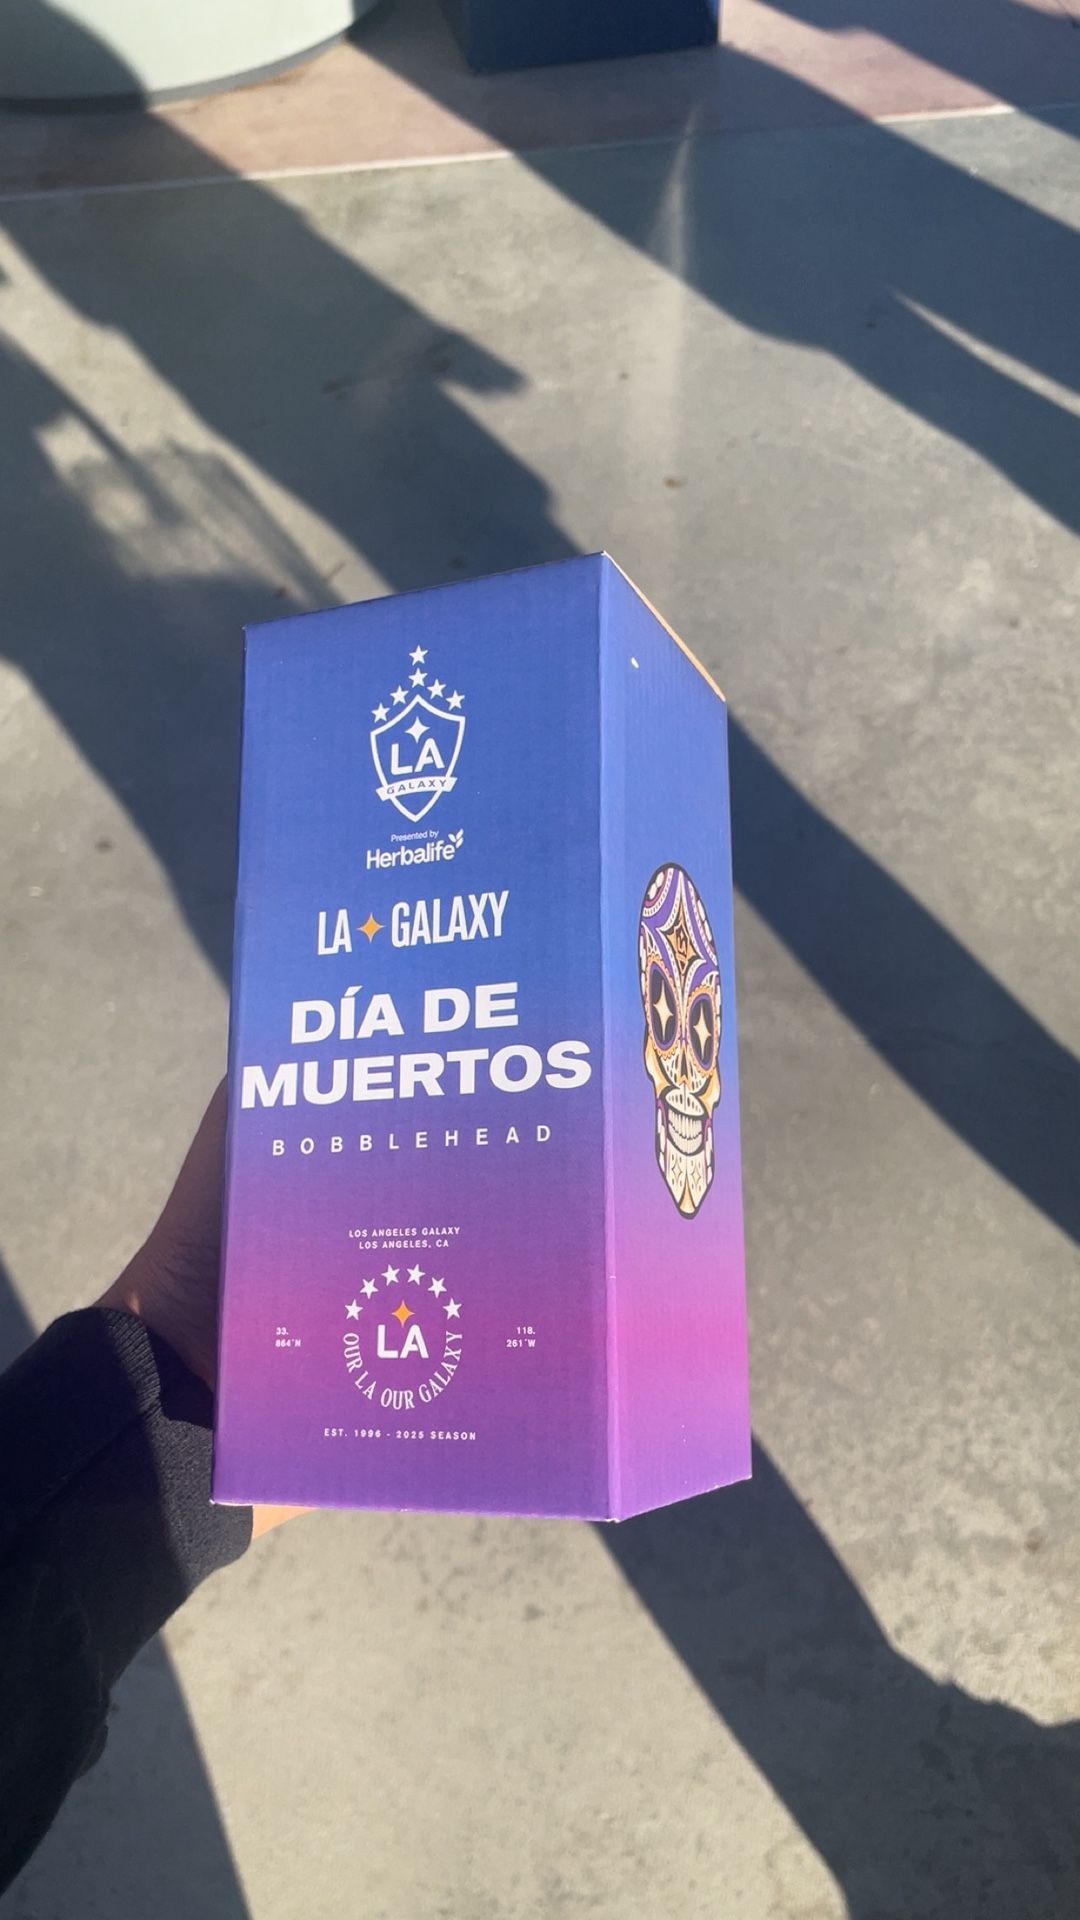 LA
GALAXY
Presented by
Herbalife
LA GALAXY
DÍA DE
MUERTOS
BOBBLEHEAD
LOS ANGELES GALAXY
LOS ANGELES, CA
33.
864°N
LA
118.
261°W
OUR LA OUR GALAXY
EST. 1996 - 2025 SEASON